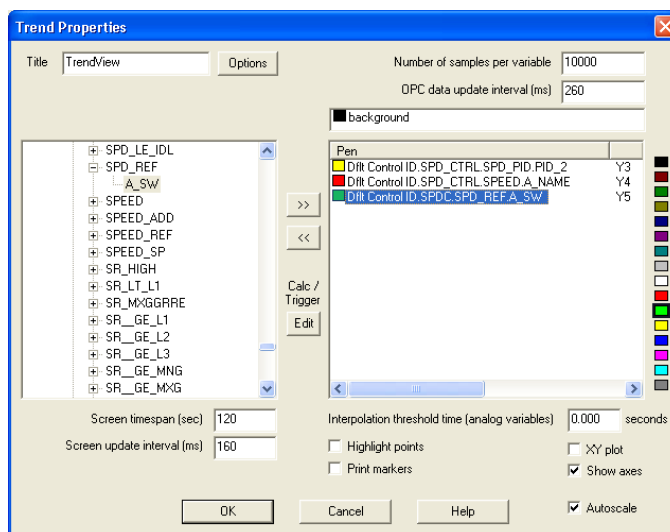 Trend Properties
Title TrendView Options Number of samples per variable 10000
OPC data update interval (ms) 260
background
SPD_LE_IDL
SPD_REF
A_SW
SPEED
SPEED_ADD
SPEED_REF
SPEED_SP
SR_HIGH
SR_LT_L1
SR_MXGGRRE
SR__GE_L1
SR__GE_L2
SR__GE_L3
SR__GE_MNG
SR__GE_MXG
>>
<<
Calc /
Trigger
Edit
Pen
Dflt Control ID.SPD_CTRL.SPD_PID.PID_2 Y3
Dflt Control ID.SPD_CTRL.SPEED.A_NAME Y4
Dflt Control ID.SPDC.SPD_REF.A_SW Y5
Screen timespan (sec) 120
Screen update interval (ms) 160
Interpolation threshold time (analog variables) 0.000 seconds
Highlight points
Print markers
XY plot
Show axes
Autoscale
OK Cancel Help